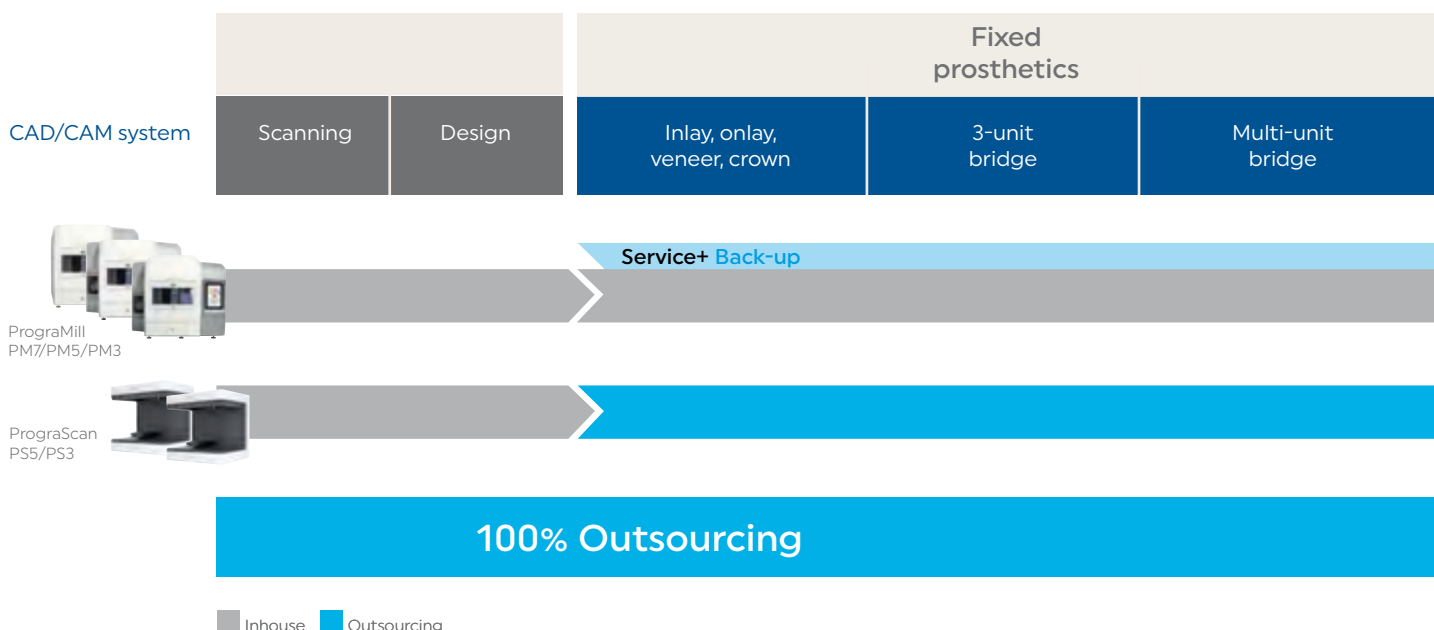 Fixed
prosthetics
CAD/CAM system
Scanning
Design
Inlay, onlay,
veneer, crown
3-unit
bridge
Multi-unit
bridge
Service+ Back-up
PrograMill
PM7/PM5/PM3
PrograScan
PS5/PS3
100% Outsourcing
Inhouse
Outsourcing